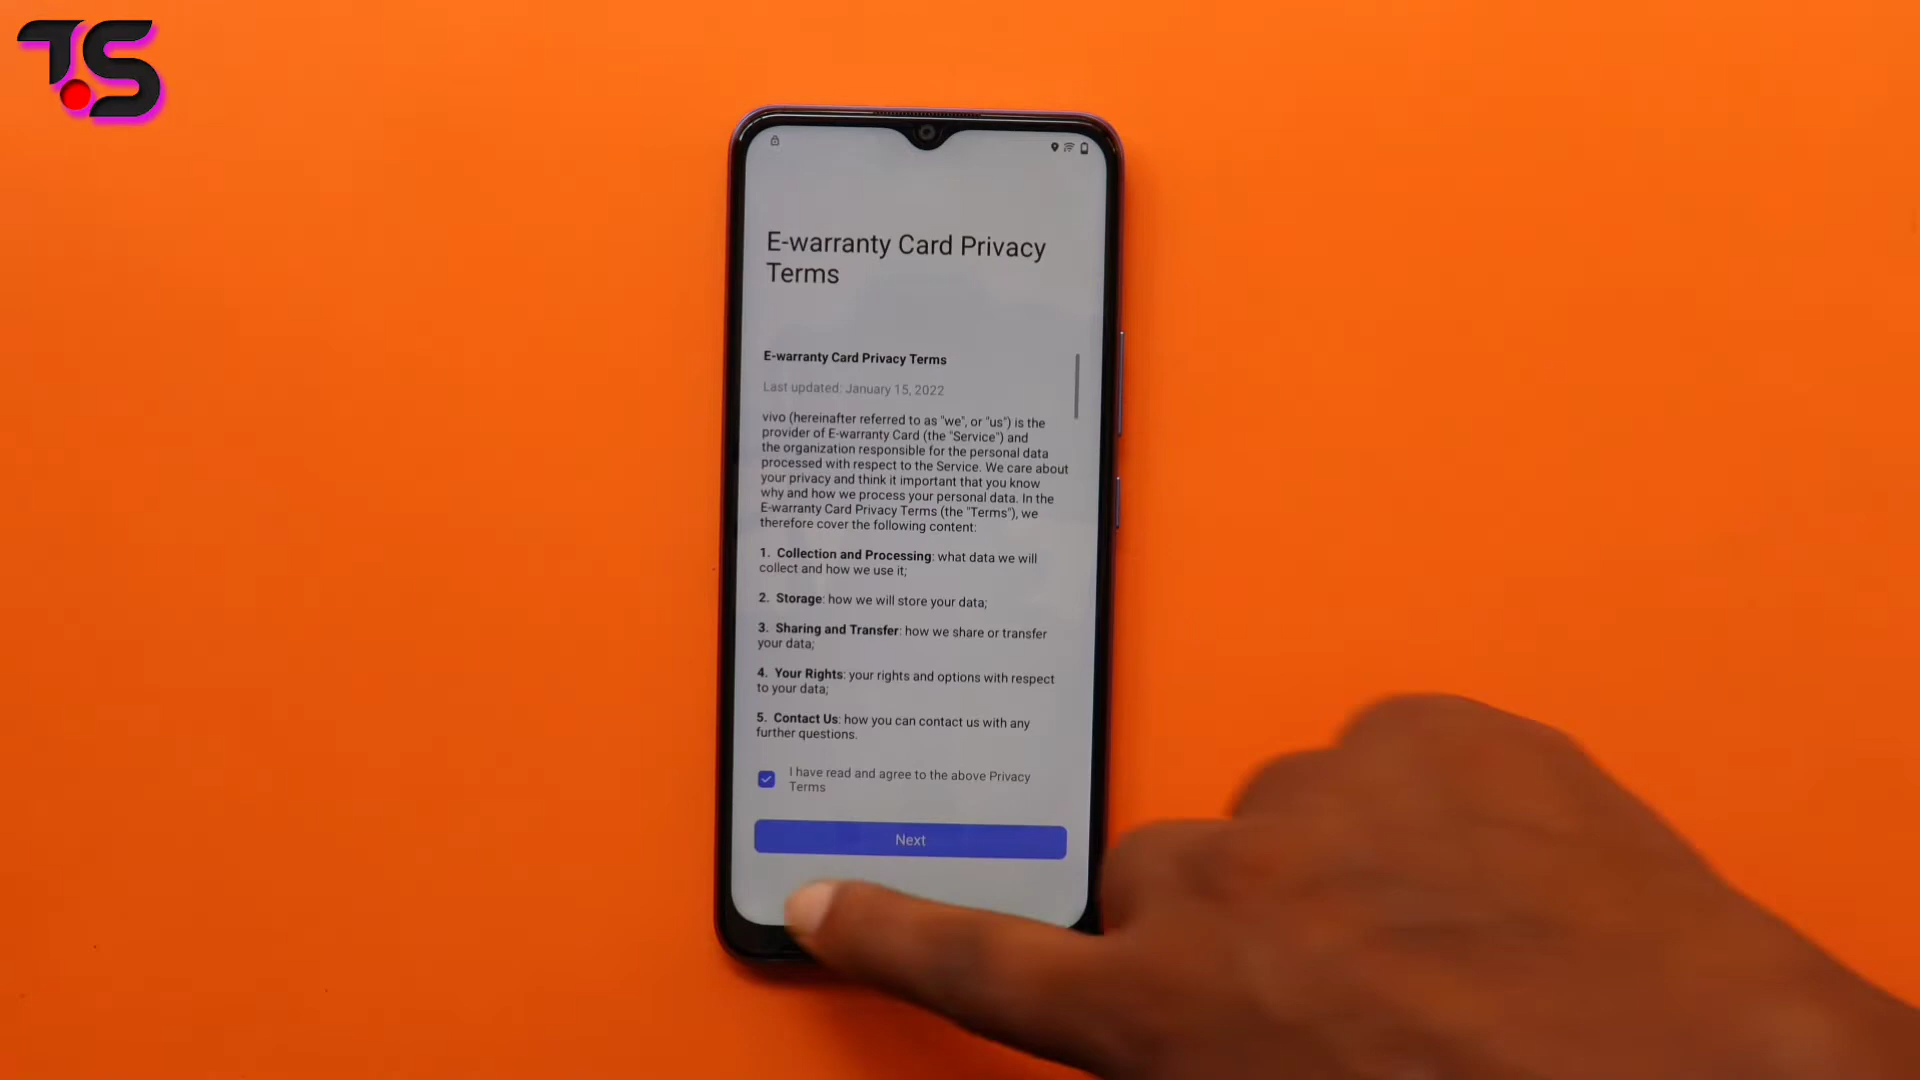 TS
E-warranty Card Privacy
Terms
E-warranty Card Privacy Terms
Last updated: January 15, 2022
vivo (hereinafter referred to as "we", or "us") is the
provider of E-warranty Card (the "Service") and
the organization responsible for the personal data
processed with respect to the Service. We care about
your privacy and think it important that you know
why and how we process your personal data. In the
E-warranty Card Privacy Terms (the "Terms"), we
therefore cover the following content:
1. Collection and Processing: what data we will
collect and how we use it;
2. Storage: how we will store your data;
3. Sharing and Transfer: how we share or transfer
your data;
4. Your Rights: your rights and options with respect
to your data;
5. Contact Us: how you can contact us with any
further questions.
I have read and agree to the above Privacy
Terms
Next